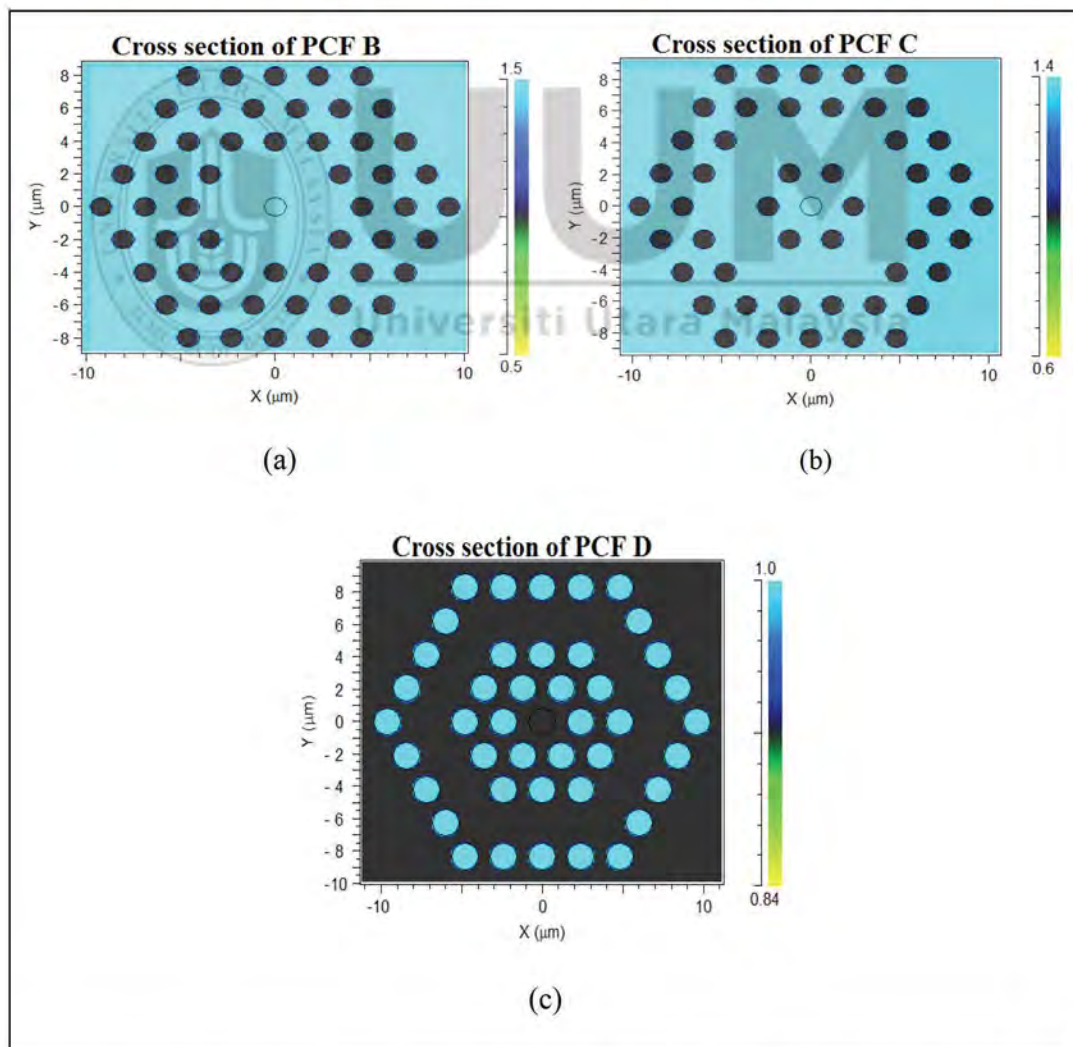 Cross section of PCF B
8
6
4
2
0
-2
-4
-6
-8
Y (μm)
-10 0 10
X (μm)
1.5
0.5
(a)
Cross section of PCF C
8
6
4
2
0
-2
-4
-6
-8
Y (μm)
-10 0 10
X (μm)
1.4
0.6
(b)
UUM
Universiti Utara Malaysia
Cross section of PCF D
8
6
4
2
0
-2
-4
-6
-8
-10
Y (μm)
-10 0 10
X (μm)
1.0
0.84
(c)